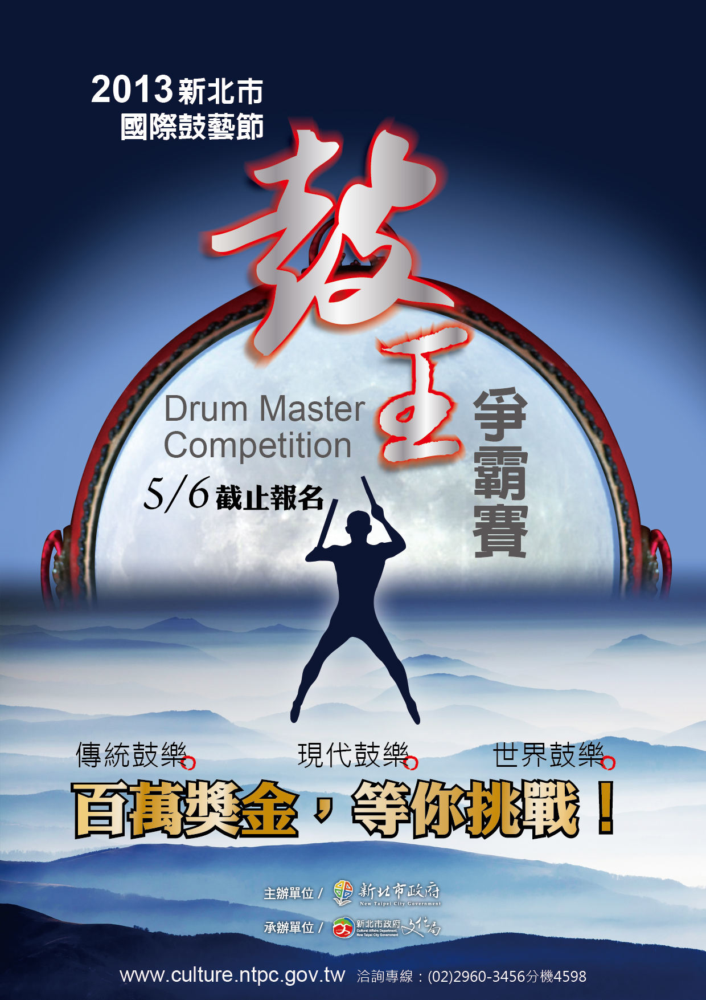 2013新北市
國際鼓藝節
鼓
王
爭霸賽
Drum Master
Competition
5/6截止報名
傳統鼓樂。 現代鼓樂。 世界鼓樂。
百萬獎金，等你挑戰！
主辦單位 / 新北市政府
New Taipei City Government
承辦單位 / 新北市政府文化局
Cultural Affairs Department,
New Taipei City Government
www.culture.ntpc.gov.tw 洽詢專線：(02)2960-3456分機4598